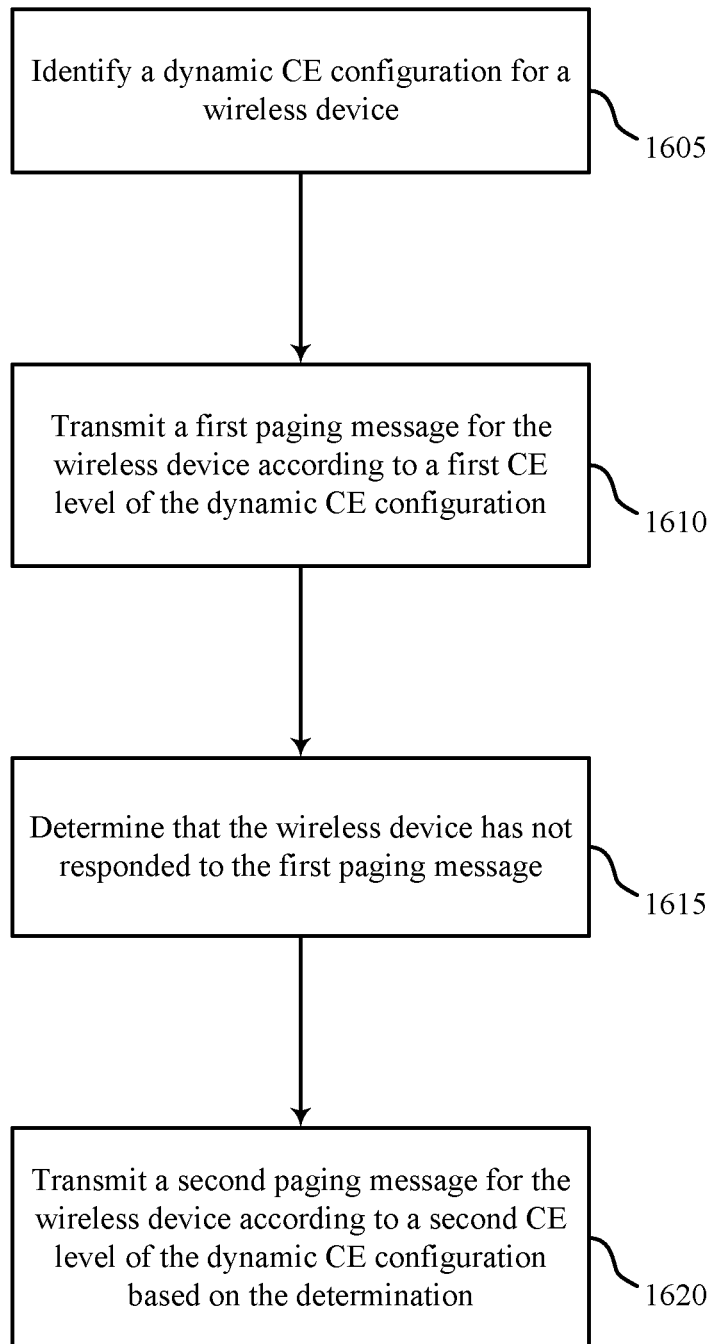 Identify a dynamic CE configuration for a
wireless device
1605
Transmit a first paging message for the
wireless device according to a first CE
level of the dynamic CE configuration
1610
Determine that the wireless device has not
responded to the first paging message
1615
Transmit a second paging message for the
wireless device according to a second CE
level of the dynamic CE configuration
based on the determination
1620